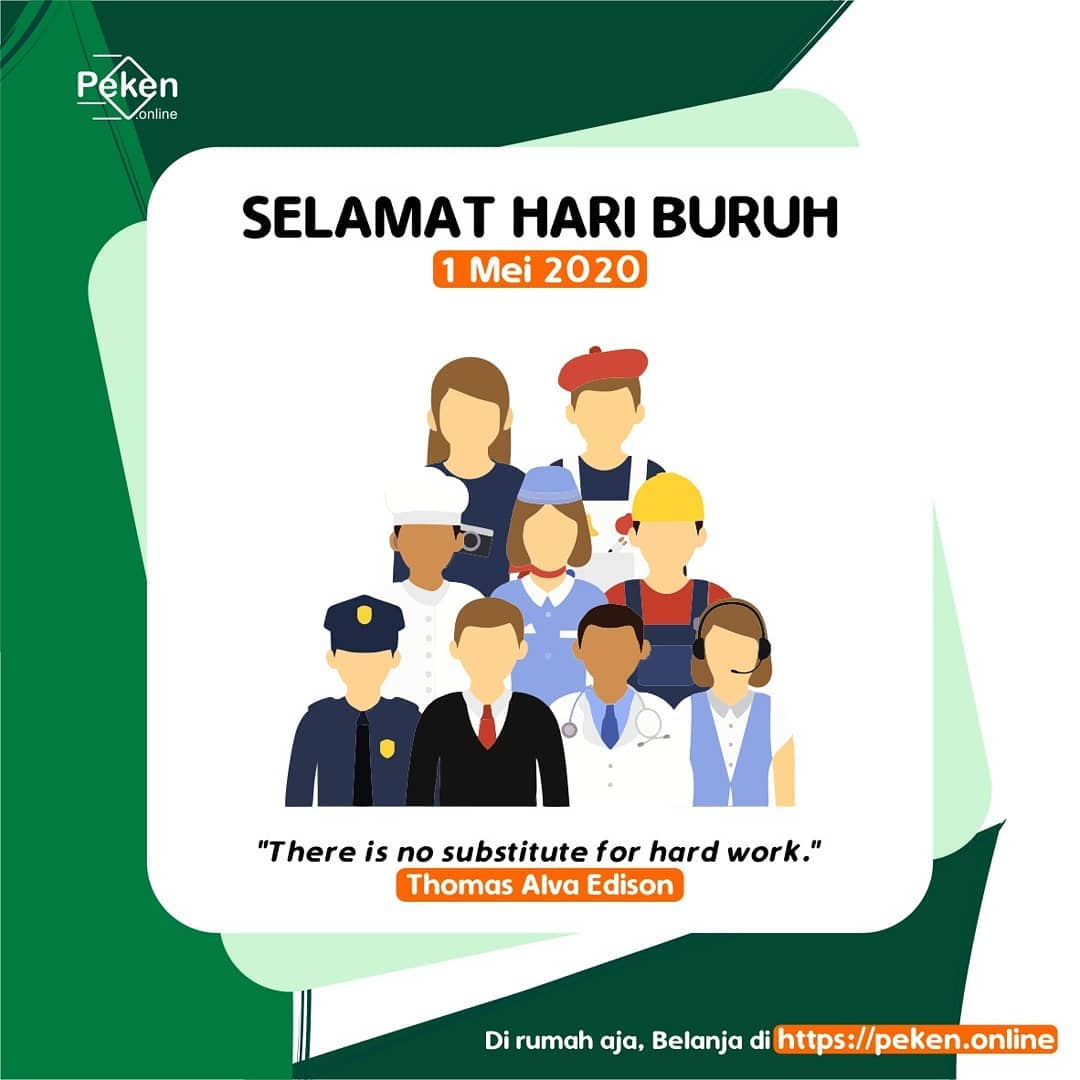 Peken
.online
SELAMAT HARI BURUH
1 Mei 2020
"There is no substitute for hard work."
Thomas Alva Edison
Di rumah aja, Belanja di https://peken.online